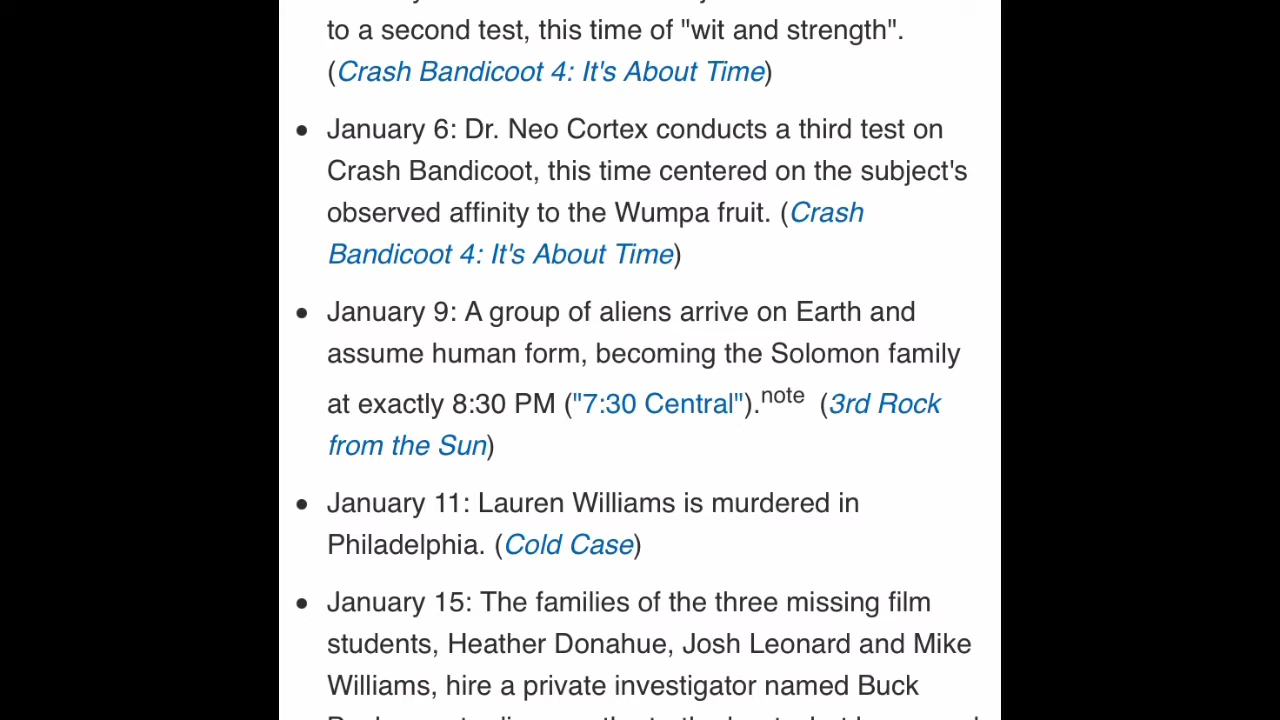 to a second test, this time of "wit and strength".
(Crash Bandicoot 4: It's About Time)
• January 6: Dr. Neo Cortex conducts a third test on
Crash Bandicoot, this time centered on the subject's
observed affinity to the Wumpa fruit. (Crash
Bandicoot 4: It's About Time)
• January 9: A group of aliens arrive on Earth and
assume human form, becoming the Solomon family
at exactly 8:30 PM ("7:30 Central").note (3rd Rock
from the Sun)
• January 11: Lauren Williams is murdered in
Philadelphia. (Cold Case)
• January 15: The families of the three missing film
students, Heather Donahue, Josh Leonard and Mike
Williams, hire a private investigator named Buck